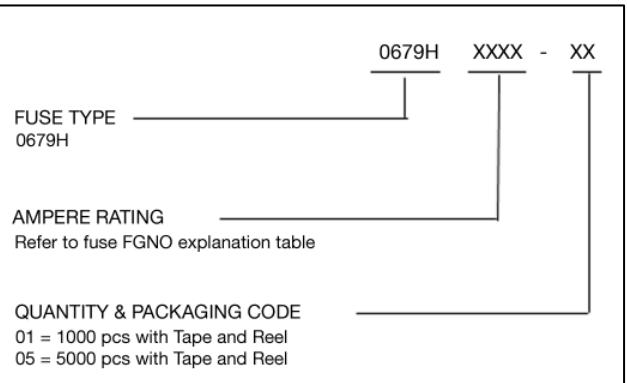 0679H XXXX - XX
FUSE TYPE
0679H
AMPERE RATING
Refer to fuse FGNO explanation table
QUANTITY & PACKAGING CODE
01 = 1000 pcs with Tape and Reel
05 = 5000 pcs with Tape and Reel